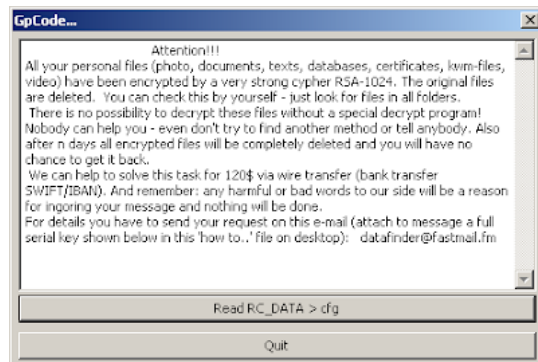 GpCode...
Attention!!!
All your personal files (photo, documents, texts, databases, certificates, kwm-files,
video) have been encrypted by a very strong cypher RSA-1024. The original files
are deleted.  You can check this by yourself - just look for files in all folders.
There is no possibility to decrypt these files without a special decrypt program!
Nobody can help you - even don't try to find another method or tell anybody. Also
after n days all encrypted files will be completely deleted and you will have no
chance to get it back.
We can help to solve this task for 120$ via wire transfer (bank transfer
SWIFT/IBAN). And remember: any harmful or bad words to our side will be a reason
for ingoring your message and nothing will be done.
For details you have to send your request on this e-mail (attach to message a full
serial key shown below in this 'how to..' file on desktop):   datafinder@fastmail.fm
Read RC_DATA > cfg
Quit